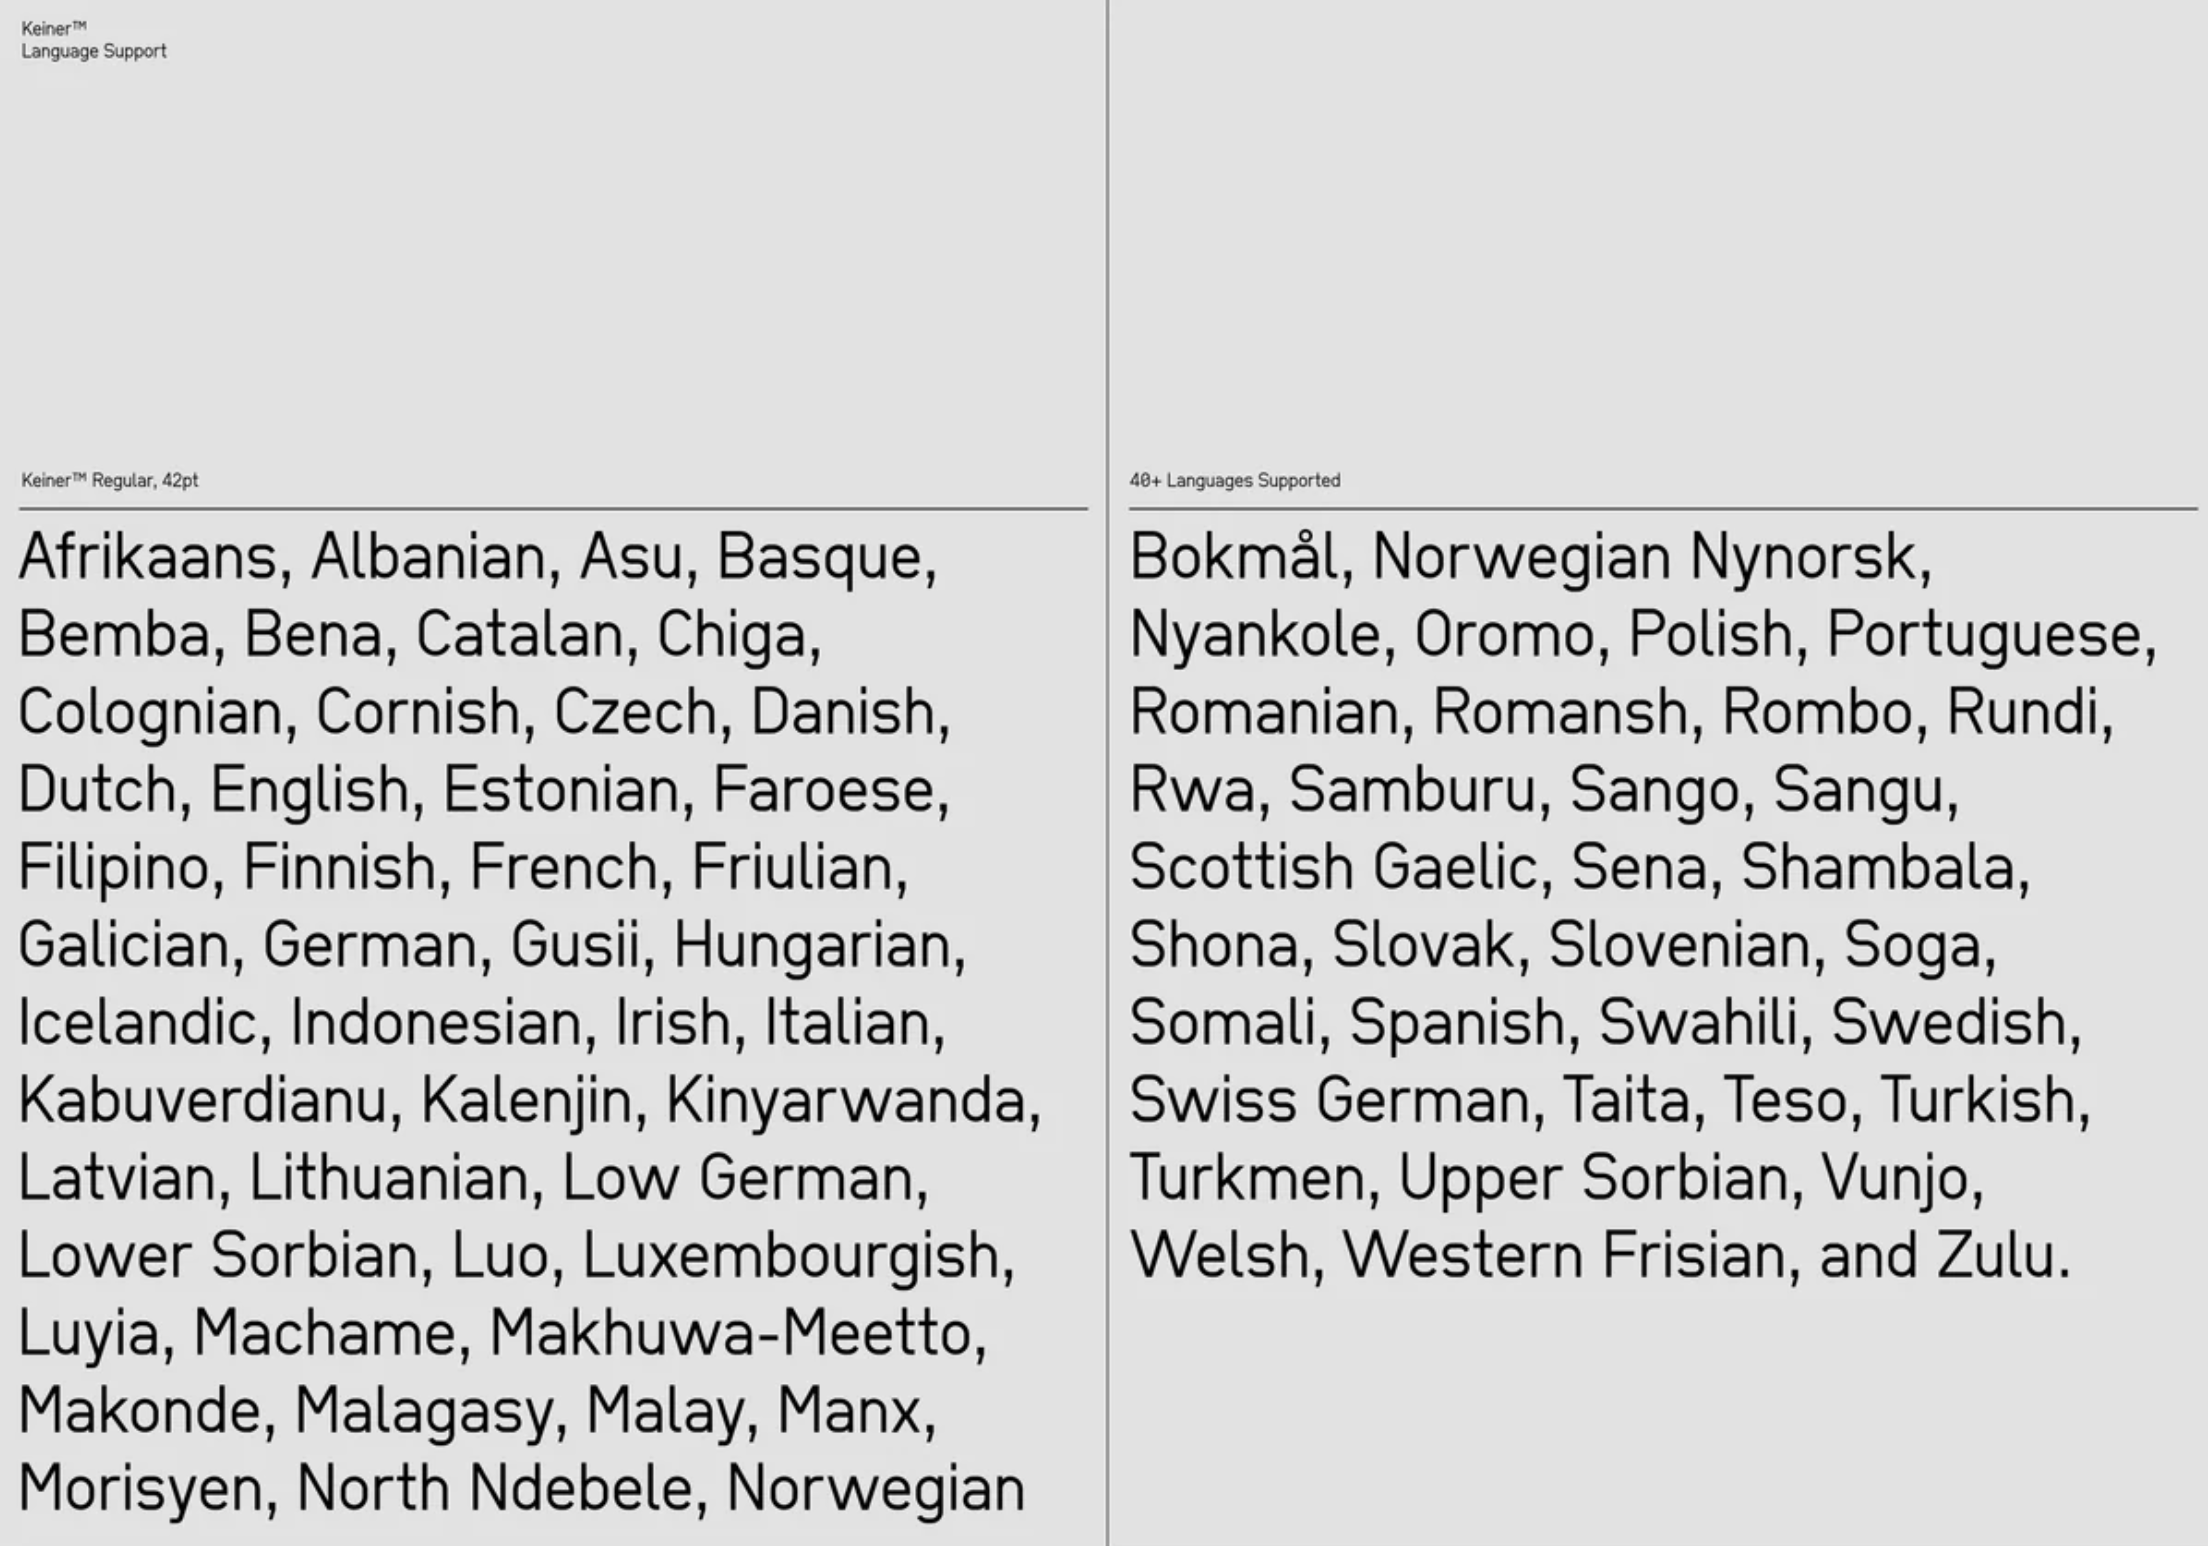 Keiner™
Language Support
Keiner™ Regular, 42pt
Afrikaans, Albanian, Asu, Basque,
Bemba, Bena, Catalan, Chiga,
Colognian, Cornish, Czech, Danish,
Dutch, English, Estonian, Faroese,
Filipino, Finnish, French, Friulian,
Galician, German, Gusii, Hungarian,
Icelandic, Indonesian, Irish, Italian,
Kabuverdianu, Kalenjin, Kinyarwanda,
Latvian, Lithuanian, Low German,
Lower Sorbian, Luo, Luxembourgish,
Luyia, Machame, Makhuwa-Meetto,
Makonde, Malagasy, Malay, Manx,
Morisyen, North Ndebele, Norwegian
40+ Languages Supported
Bokmål, Norwegian Nynorsk,
Nyankole, Oromo, Polish, Portuguese,
Romanian, Romansh, Rombo, Rundi,
Rwa, Samburu, Sango, Sangu,
Scottish Gaelic, Sena, Shambala,
Shona, Slovak, Slovenian, Soga,
Somali, Spanish, Swahili, Swedish,
Swiss German, Taita, Teso, Turkish,
Turkmen, Upper Sorbian, Vunjo,
Welsh, Western Frisian, and Zulu.